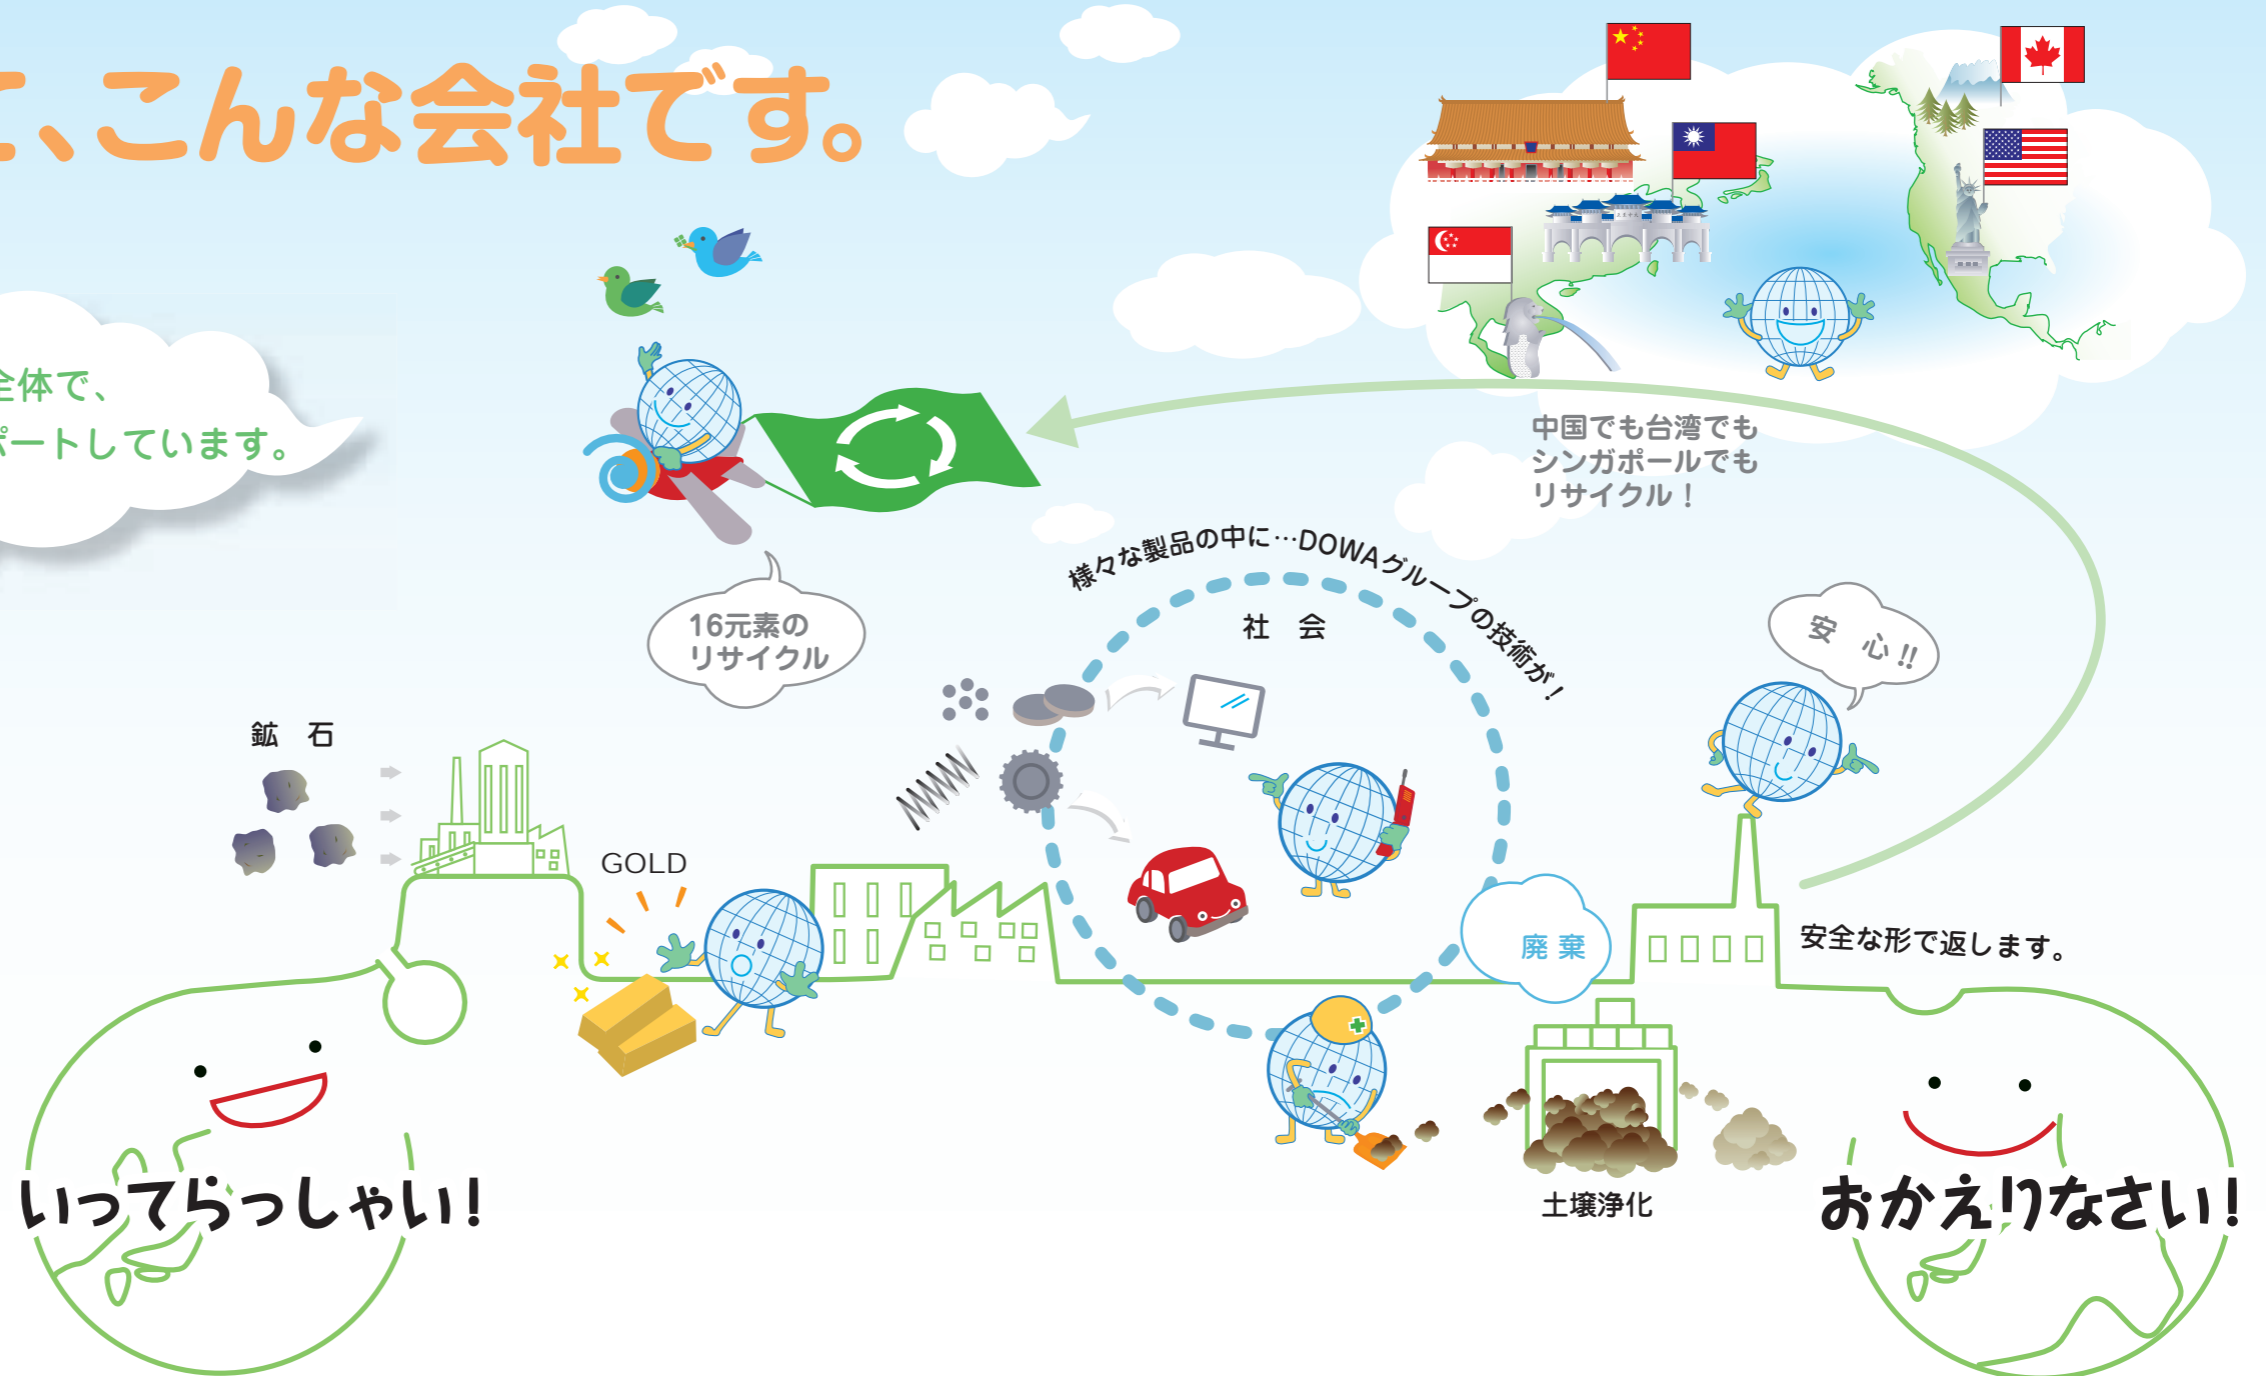 、こんな会社です。
全体で、
ポートしています。
中国でも台湾でも
シンガポールでも
リサイクル！
様々な製品の中に…DOWAグループの技術が！
社 会
16元素の
リサイクル
安 心!!
鉱 石
GOLD
廃 棄
安全な形で返します。
いってらっしゃい！
土壌浄化
おかえりなさい！